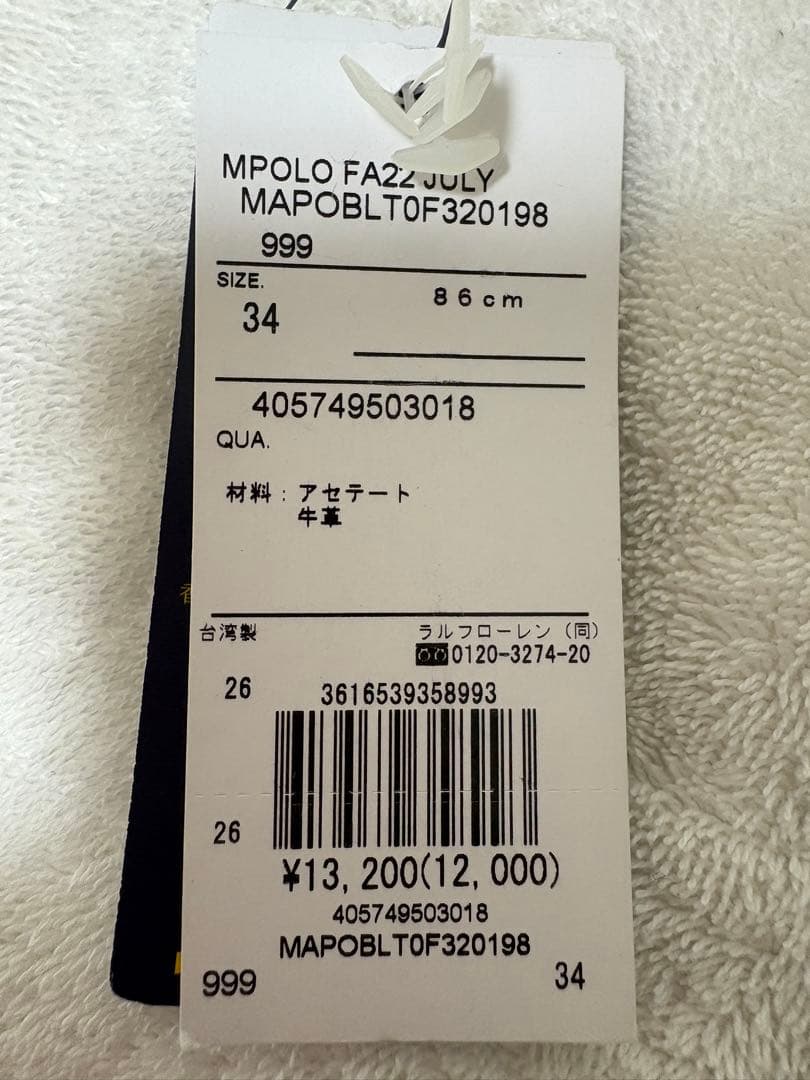 MPOLO FA22 JULY
MAPOBLT0F320198
999
SIZE.
34
86cm
405749503018
QUA.
材料：アセテート
牛革
台湾製
ラルフローレン（同）
0120-3274-20
26
3616539358993
26
¥13,200(12,000)
405749503018
MAPOBLT0F320198
999
34